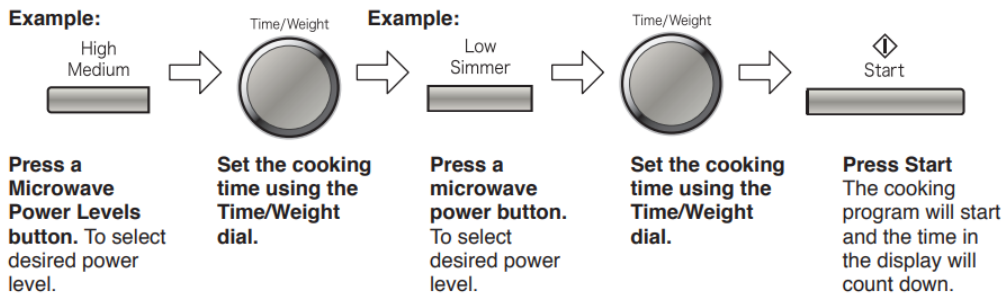 Example:
High
Medium
Time/Weight
Example:
Low
Simmer
Time/Weight
Start
Press a
Microwave
Power Levels
button. To select
desired power
level.
Set the cooking
time using the
Time/Weight
dial.
Press a
microwave
power button.
To select
desired power
level.
Set the cooking
time using the
Time/Weight
dial.
Press Start
The cooking
program will start
and the time in
the display will
count down.